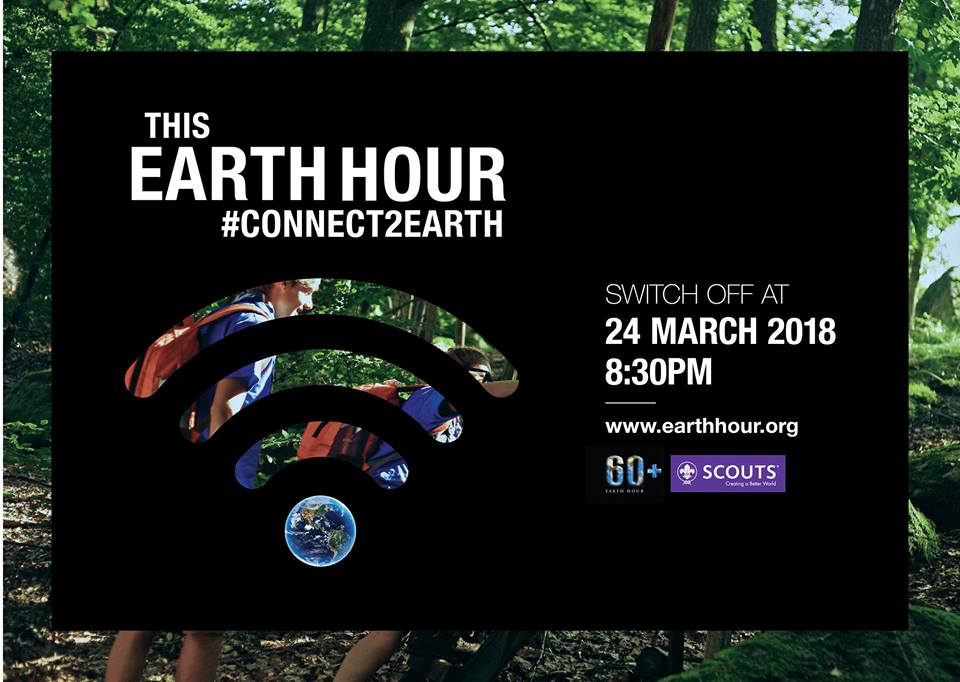 THIS
EARTH HOUR
#CONNECT2EARTH
SWITCH OFF AT
24 MARCH 2018
8:30PM
www.earthhour.org
60+
EARTH HOUR
SCOUTS®
Creating a Better World